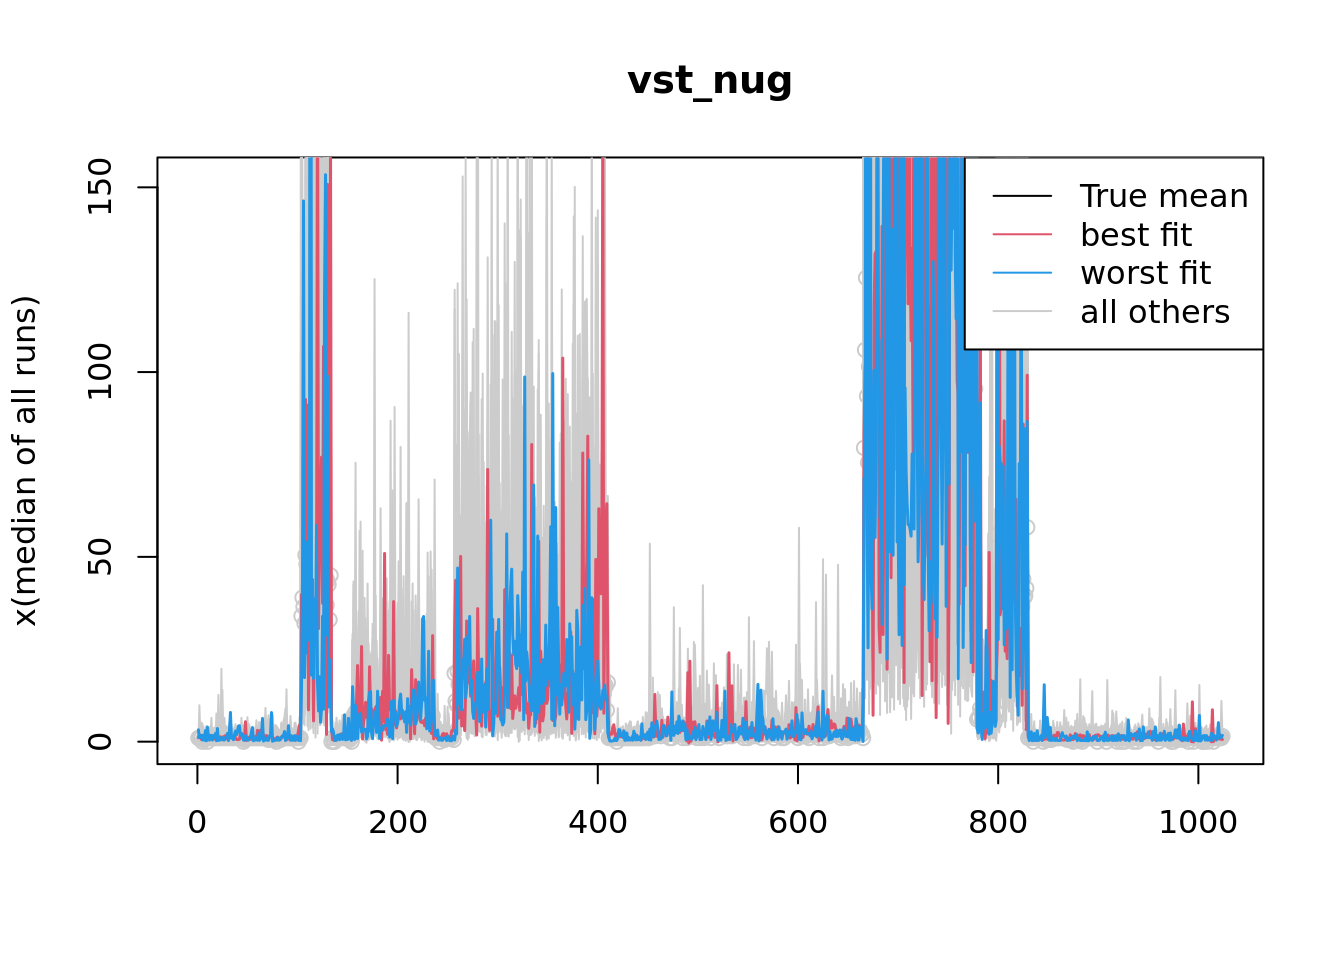 vst_nug
x(median of all runs)
150
100
50
0
True mean
best fit
worst fit
all others
0 200 400 600 800 1000